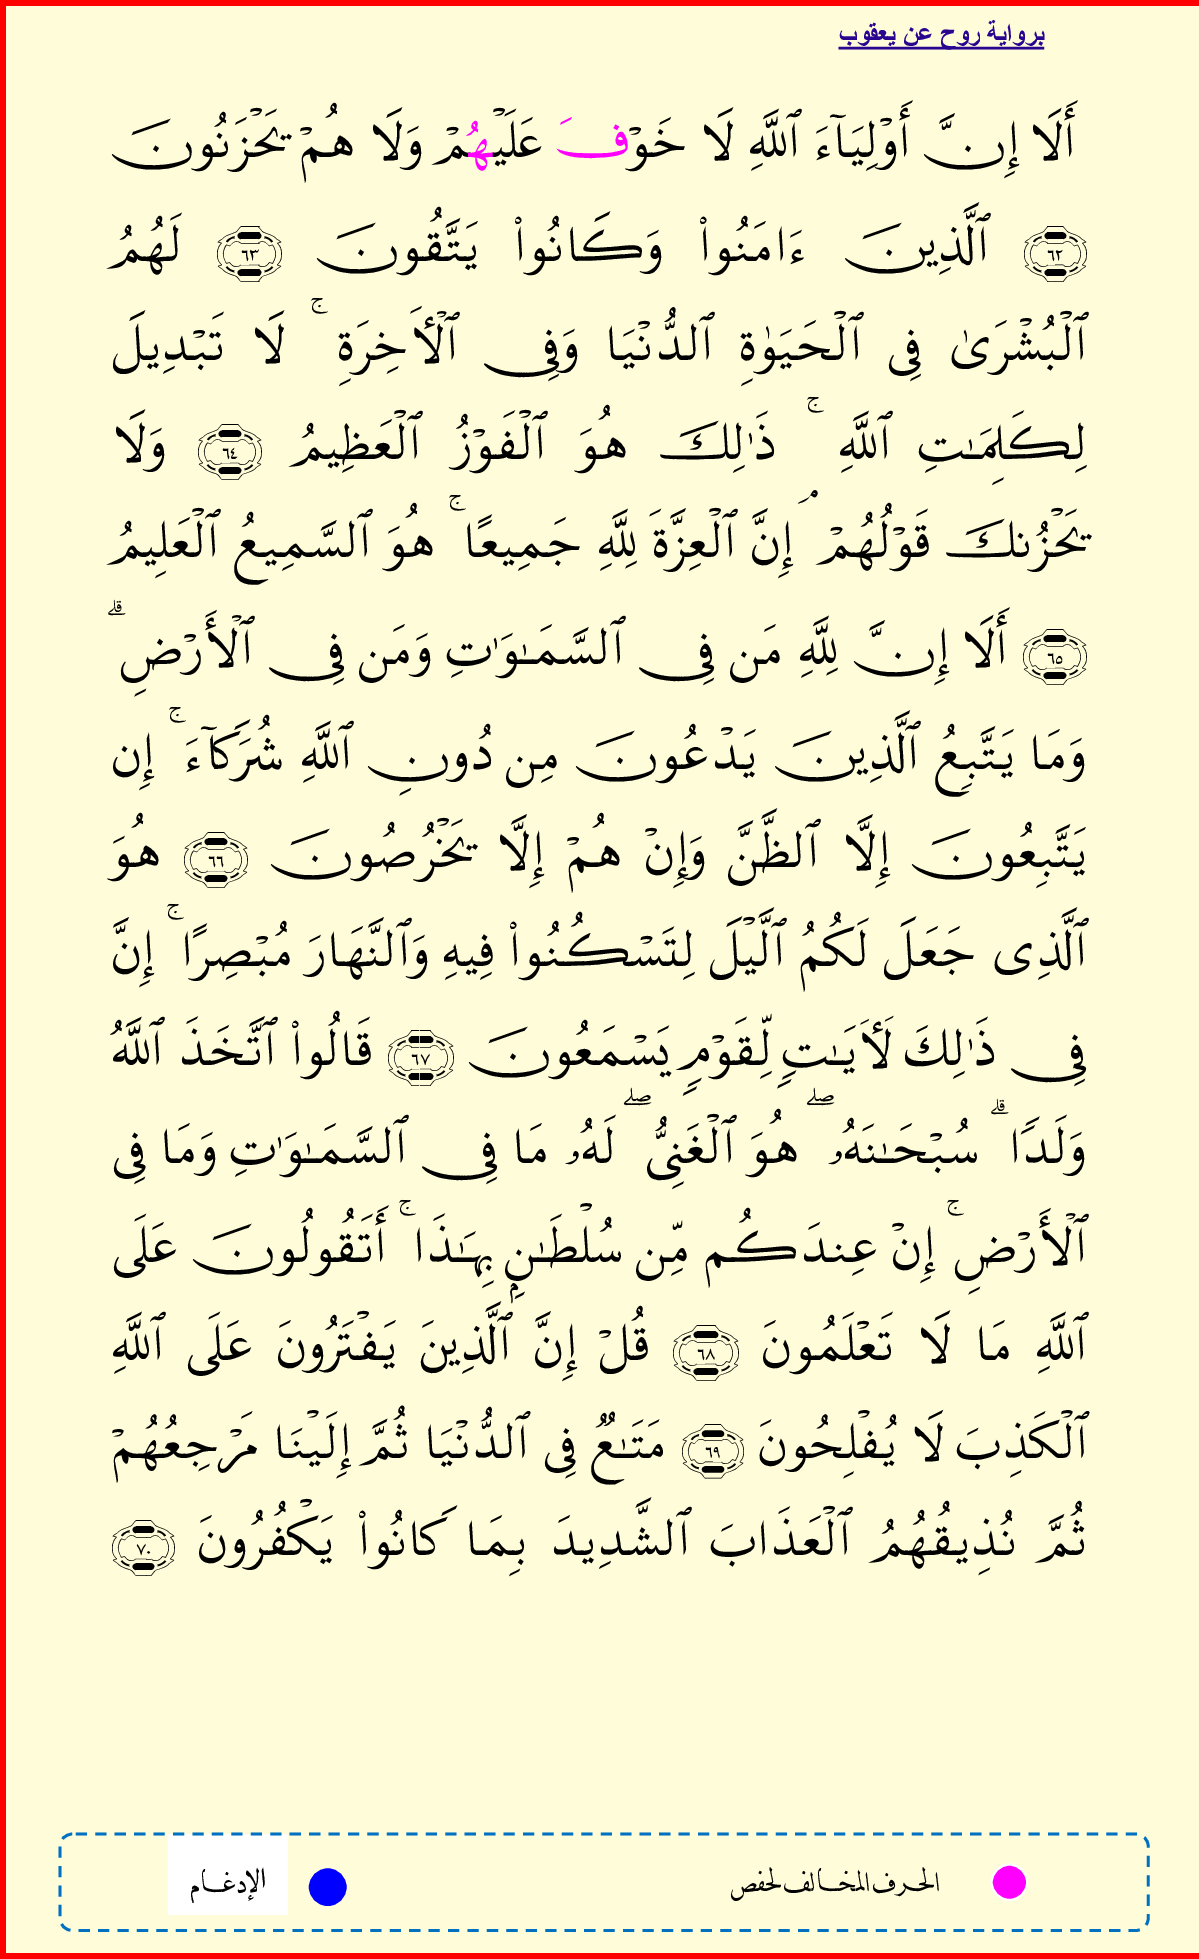 برواية روح عن يعقوب
أَلَآ إِنَّ أَوْلِيَآءَ ٱللَّهِ لَا خَوْفَ عَلَيْهُمْ وَلَا هُمْ يَحْزَنُونَ
٦٢ ٱلَّذِينَ ءَامَنُوا۟ وَكَانُوا۟ يَتَّقُونَ ٦٣ لَهُمُ
ٱلْبُشْرَىٰ فِى ٱلْحَيَوٰةِ ٱلدُّنْيَا وَفِى ٱلْأَخِرَةِ ۚ لَا تَبْدِيلَ
لِكَلِمَـٰتِ ٱللَّهِ ۚ ذَٰلِكَ هُوَ ٱلْفَوْزُ ٱلْعَظِيمُ ٦٤ وَلَا
يَحْزُنكَ قَوْلُهُمْ ۘ إِنَّ ٱلْعِزَّةَ لِلَّهِ جَمِيعًا ۚ هُوَ ٱلسَّمِيعُ ٱلْعَلِيمُ
٦٥ أَلَآ إِنَّ لِلَّهِ مَن فِى ٱلسَّمَـٰوَٰتِ وَمَن فِى ٱلْأَرْضِ ۗ
وَمَا يَتَّبِعُ ٱلَّذِينَ يَدْعُونَ مِن دُونِ ٱللَّهِ شُرَكَآءَ ۚ إِن
يَتَّبِعُونَ إِلَّا ٱلظَّنَّ وَإِنْ هُمْ إِلَّا يَخْرُصُونَ ٦٦ هُوَ
ٱلَّذِى جَعَلَ لَكُمُ ٱلَّيْلَ لِتَسْكُنُوا۟ فِيهِ وَٱلنَّهَارَ مُبْصِرًا ۚ إِنَّ
فِى ذَٰلِكَ لَأَيَـٰتٍ لِّقَوْمٍ يَسْمَعُونَ ٦٧ قَالُوا۟ ٱتَّخَذَ ٱللَّهُ
وَلَدًا ۗ سُبْحَـٰنَهُۥ ۖ هُوَ ٱلْغَنِىُّ ۖ لَهُۥ مَا فِى ٱلسَّمَـٰوَٰتِ وَمَا فِى
ٱلْأَرْضِ ۚ إِنْ عِندَكُم مِّن سُلْطَـٰنٍۭ بِهَـٰذَا ۚ أَتَقُولُونَ عَلَى
ٱللَّهِ مَا لَا تَعْلَمُونَ ٦٨ قُلْ إِنَّ ٱلَّذِينَ يَفْتَرُونَ عَلَى ٱللَّهِ
ٱلْكَذِبَ لَا يُفْلِحُونَ ٦٩ مَتَـٰعٌ فِى ٱلدُّنْيَا ثُمَّ إِلَيْنَا مَرْجِعُهُمْ
ثُمَّ نُذِيقُهُمُ ٱلْعَذَابَ ٱلشَّدِيدَ بِمَا كَانُوا۟ يَكْفُرُونَ ٧٠
الحرف المخالف لحفص
الإدغام